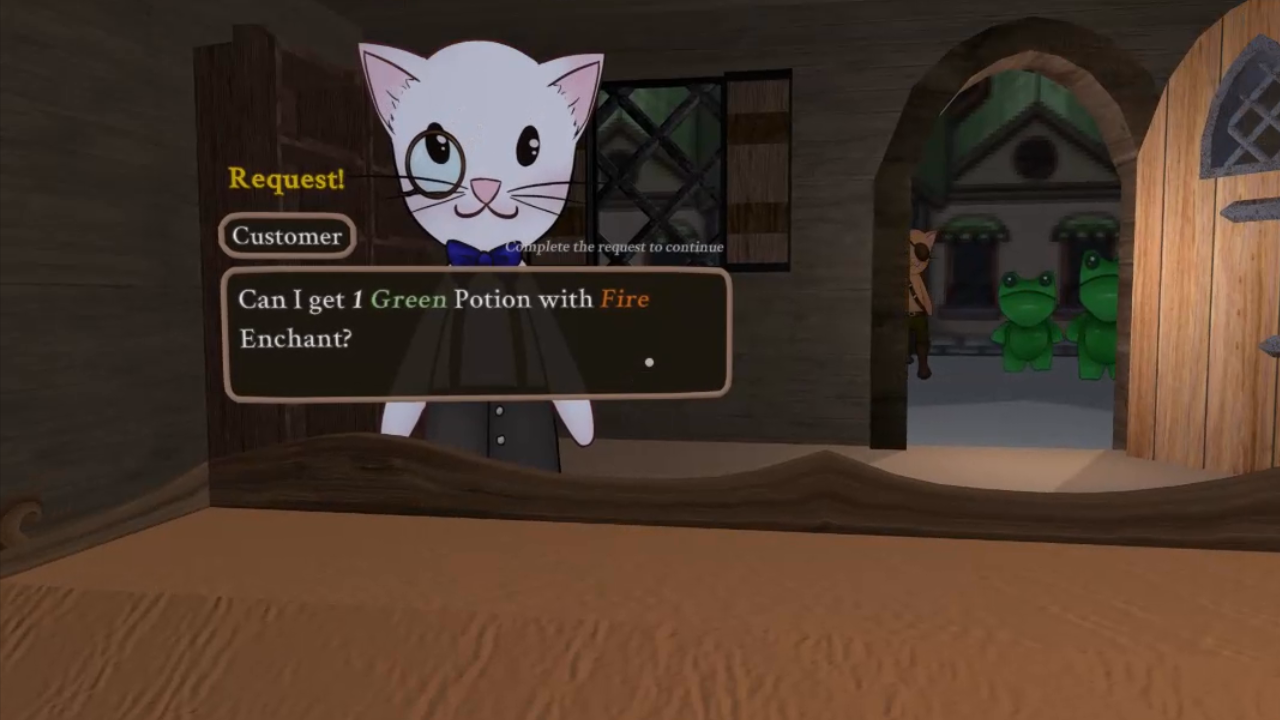 Request!
Customer
Complete the request to continue
Can I get 1 Green Potion with Fire
Enchant?